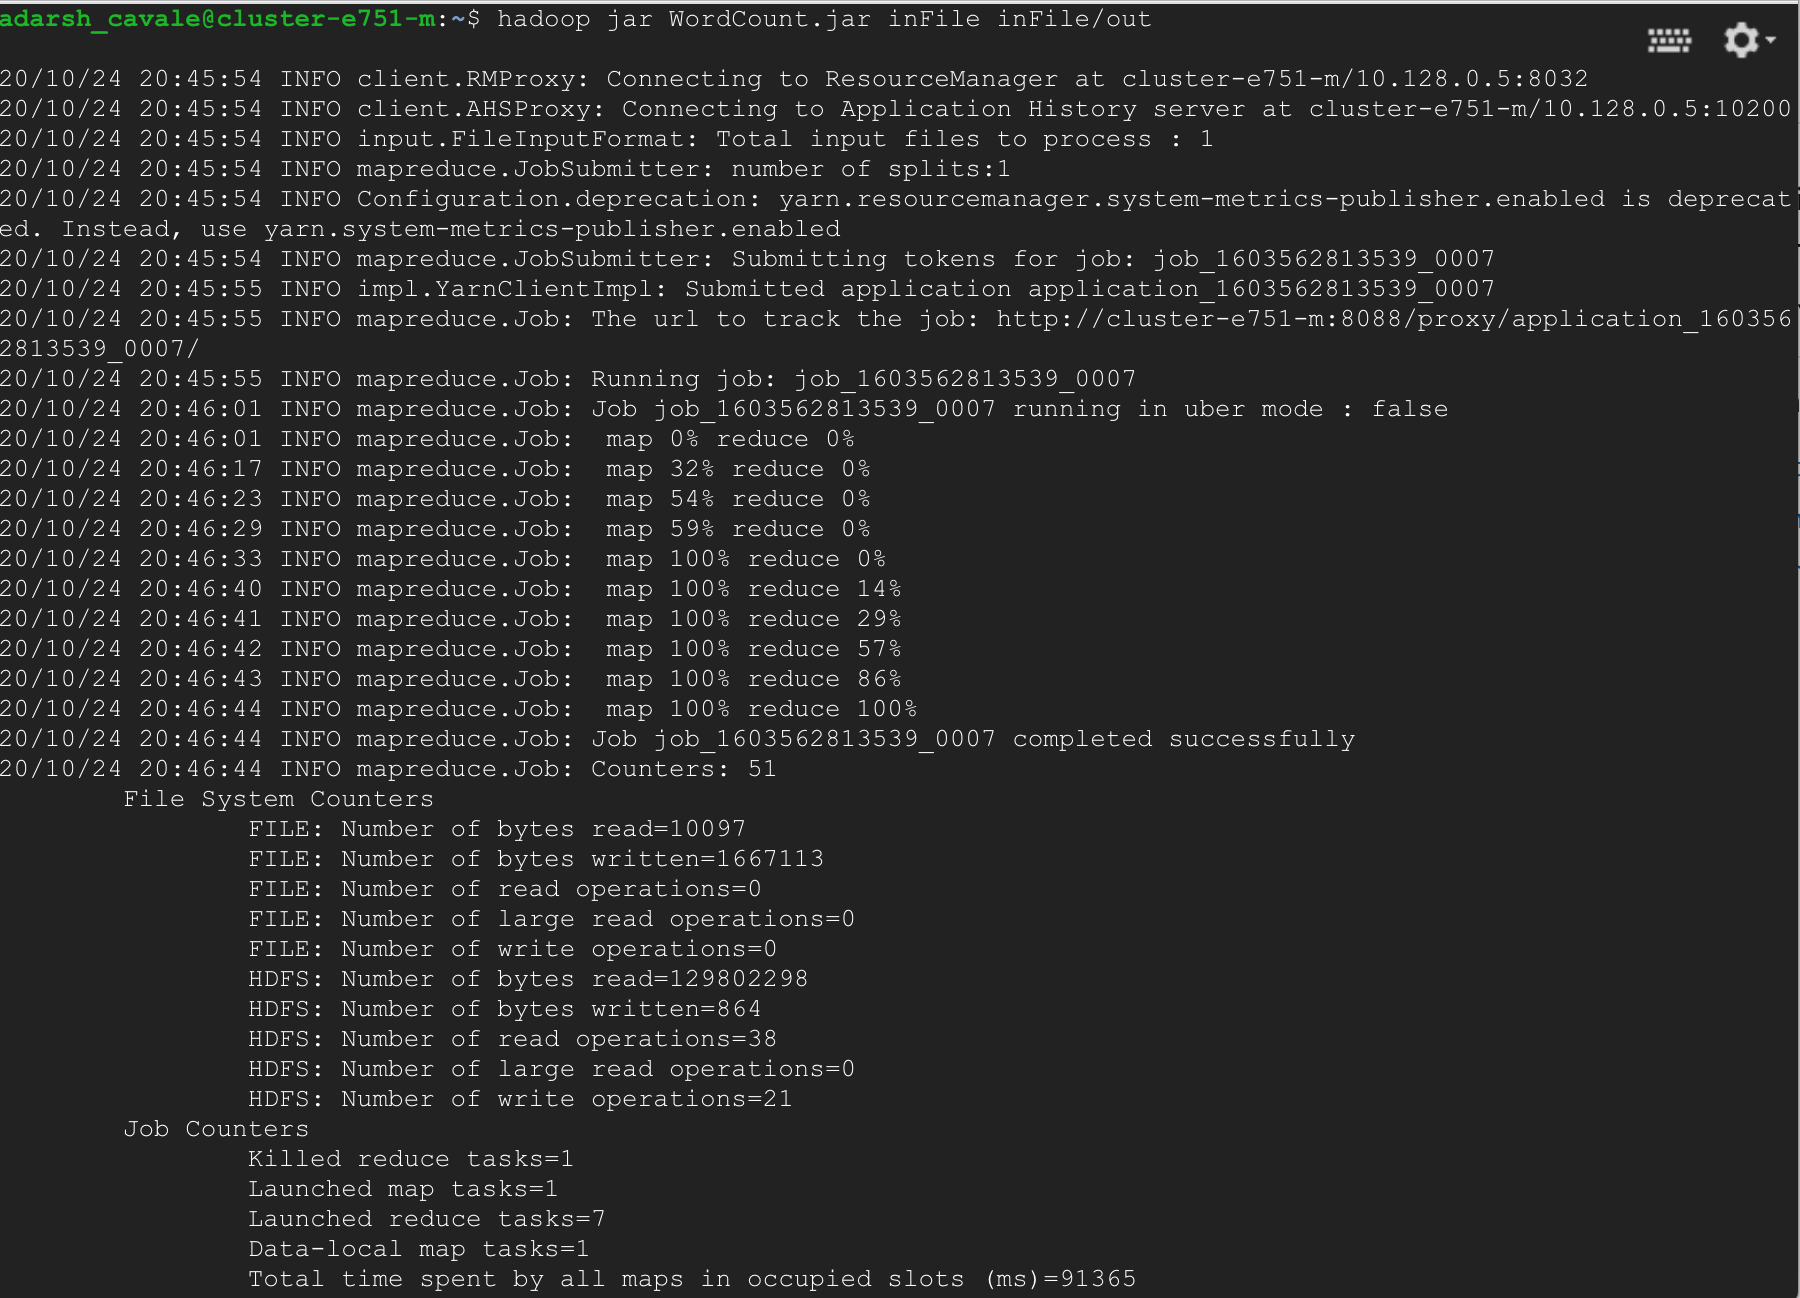 adarsh_cavale@cluster-e751-m:~$ hadoop jar WordCount.jar inFile inFile/out
20/10/24 20:45:54 INFO client.RMProxy: Connecting to ResourceManager at cluster-e751-m/10.128.0.5:8032
20/10/24 20:45:54 INFO client.AHSProxy: Connecting to Application History server at cluster-e751-m/10.128.0.5:10200
20/10/24 20:45:54 INFO input.FileInputFormat: Total input files to process : 1
20/10/24 20:45:54 INFO mapreduce.JobSubmitter: number of splits:1
20/10/24 20:45:54 INFO Configuration.deprecation: yarn.resourcemanager.system-metrics-publisher.enabled is deprecat
ed. Instead, use yarn.system-metrics-publisher.enabled
20/10/24 20:45:54 INFO mapreduce.JobSubmitter: Submitting tokens for job: job_1603562813539_0007
20/10/24 20:45:55 INFO impl.YarnClientImpl: Submitted application application_1603562813539_0007
20/10/24 20:45:55 INFO mapreduce.Job: The url to track the job: http://cluster-e751-m:8088/proxy/application_160356
2813539_0007/
20/10/24 20:45:55 INFO mapreduce.Job: Running job: job_1603562813539_0007
20/10/24 20:46:01 INFO mapreduce.Job: Job job_1603562813539_0007 running in uber mode : false
20/10/24 20:46:01 INFO mapreduce.Job:  map 0% reduce 0%
20/10/24 20:46:17 INFO mapreduce.Job:  map 32% reduce 0%
20/10/24 20:46:23 INFO mapreduce.Job:  map 54% reduce 0%
20/10/24 20:46:29 INFO mapreduce.Job:  map 59% reduce 0%
20/10/24 20:46:33 INFO mapreduce.Job:  map 100% reduce 0%
20/10/24 20:46:40 INFO mapreduce.Job:  map 100% reduce 14%
20/10/24 20:46:41 INFO mapreduce.Job:  map 100% reduce 29%
20/10/24 20:46:42 INFO mapreduce.Job:  map 100% reduce 57%
20/10/24 20:46:43 INFO mapreduce.Job:  map 100% reduce 86%
20/10/24 20:46:44 INFO mapreduce.Job:  map 100% reduce 100%
20/10/24 20:46:44 INFO mapreduce.Job: Job job_1603562813539_0007 completed successfully
20/10/24 20:46:44 INFO mapreduce.Job: Counters: 51
File System Counters
FILE: Number of bytes read=10097
FILE: Number of bytes written=1667113
FILE: Number of read operations=0
FILE: Number of large read operations=0
FILE: Number of write operations=0
HDFS: Number of bytes read=129802298
HDFS: Number of bytes written=864
HDFS: Number of read operations=38
HDFS: Number of large read operations=0
HDFS: Number of write operations=21
Job Counters
Killed reduce tasks=1
Launched map tasks=1
Launched reduce tasks=7
Data-local map tasks=1
Total time spent by all maps in occupied slots (ms)=91365